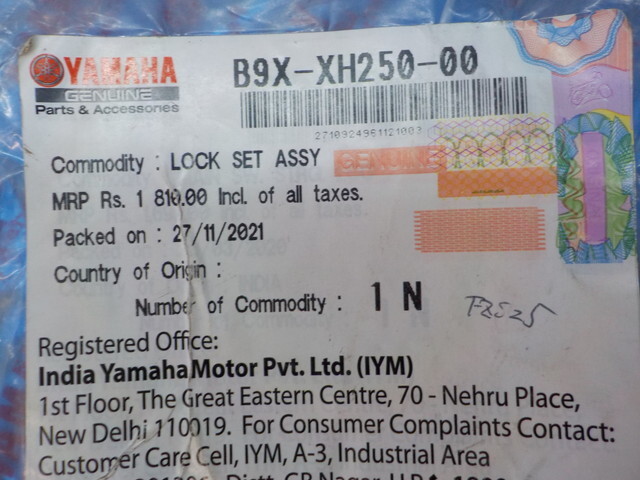 YAMAHA
GENUINE
Parts & Accessories
B9X-XH250-00
2710924961121003
Commodity : LOCK SET ASSY
GENUINE
MRP Rs. 1 810.00 Incl. of all taxes.
Packed on : 27/11/2021
Country of Origin :
Number of Commodity : 1 N
FZS25
Registered Office:
India Yamaha Motor Pvt. Ltd. (IYM)
1st Floor, The Great Eastern Centre, 70 - Nehru Place,
New Delhi 110019. For Consumer Complaints Contact:
Customer Care Cell, IYM, A-3, Industrial Area